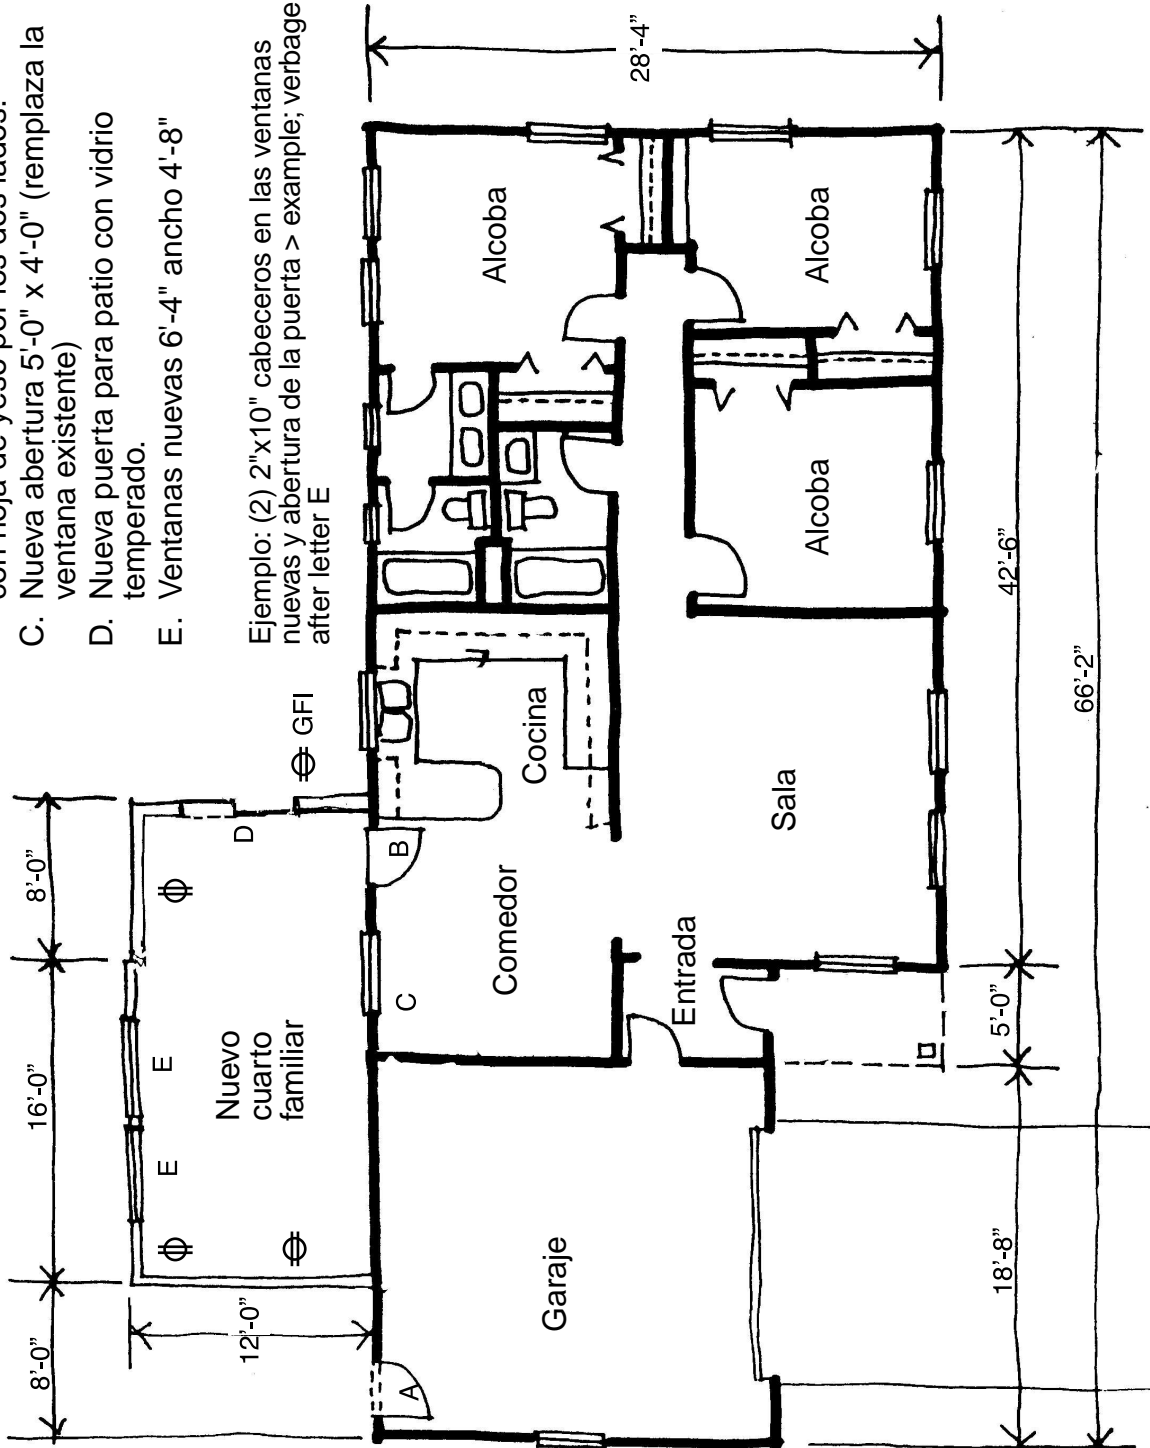 con hoja de yeso por los dos lados.
C. Nueva abertura 5'-0" x 4'-0" (remplaza la
ventana existente)
D. Nueva puerta para patio con vidrio
temperado.
E. Ventanas nuevas 6'-4" ancho 4'-8"
Ejemplo: (2) 2"x10" cabeceros en las ventanas
nuevas y abertura de la puerta > example; verbage
after letter E
8'-0"
16'-0"
8'-0"
12'-0"
GFI
D
E
E
Nuevo
cuarto
familiar
A
B
C
Garaje
Comedor
Cocina
Alcoba
Entrada
Sala
Alcoba
Alcoba
28'-4"
18'-8"
5'-0"
42'-6"
66'-2"